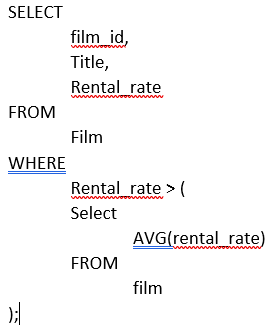 SELECT
film_id,
Title,
Rental_rate
FROM
Film
WHERE
Rental_rate > (
Select
AVG(rental_rate)
FROM
film
);